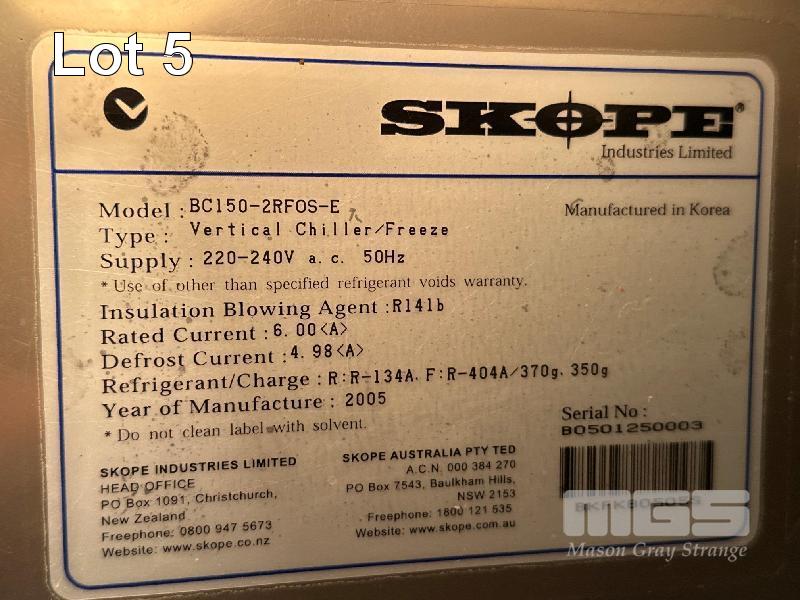 Lot 5
SKOPE®
Industries Limited
Model : BC150-2RFOS-E
Manufactured in Korea
Type : Vertical Chiller/Freeze
Supply : 220-240V a. c. 50Hz
* Use of other than specified refrigerant voids warranty.
Insulation Blowing Agent : R141b
Rated Current : 6.00<A>
Defrost Current : 4.98<A>
Refrigerant/Charge : R:R-134A. F:R-404A/370g. 350g
Year of Manufacture : 2005
* Do not clean label with solvent.
Serial No :
B0501250003
SKOPE INDUSTRIES LIMITED
HEAD OFFICE
PO Box 1091, Christchurch,
New Zealand
Freephone: 0800 947 5673
Website: www.skope.co.nz
SKOPE AUSTRALIA PTY TED
A.C.N. 000 384 270
PO Box 7543, Baulkham Hills,
NSW 2153
Freephone: 1800 121 535
Website: www.skope.com.au
MGS
Mason Gray Strange